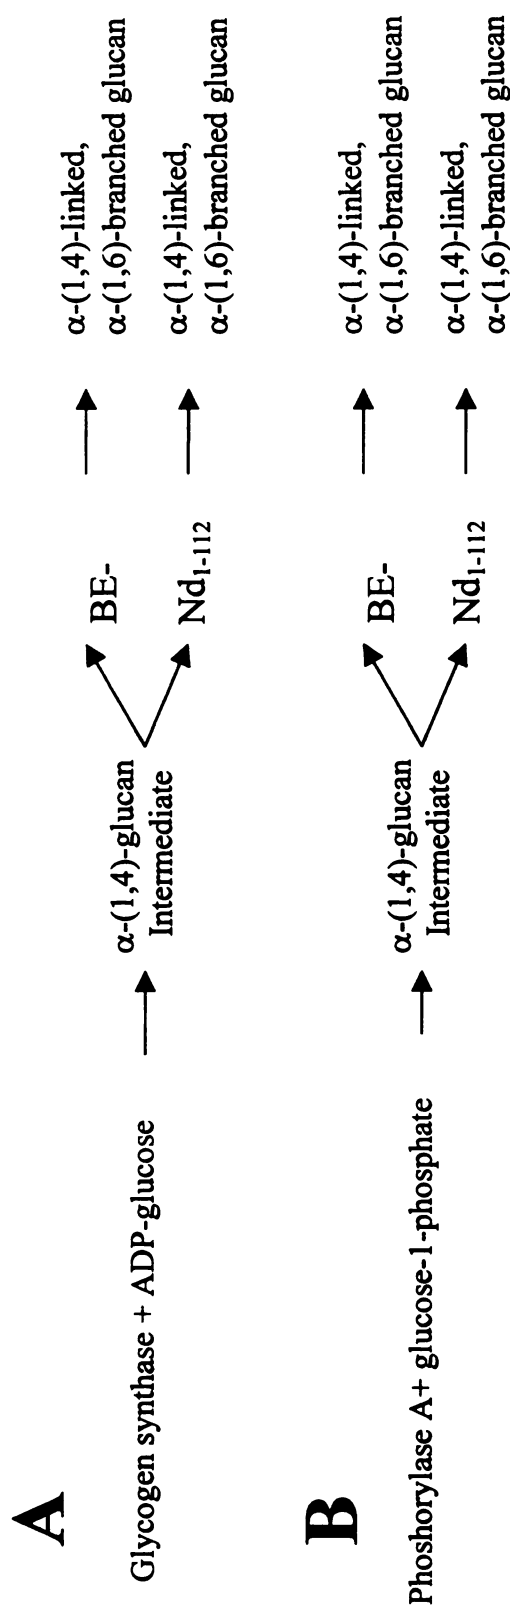 A
Glycogen synthase + ADP-glucose
α-(1,4)-glucan
Intermediate
BE-
Nd1-112
α-(1,4)-linked,
α-(1,6)-branched glucan
α-(1,4)-linked,
α-(1,6)-branched glucan
B
Phoshorylase A+ glucose-1-phosphate
α-(1,4)-glucan
Intermediate
BE-
Nd1-112
α-(1,4)-linked,
α-(1,6)-branched glucan
α-(1,4)-linked,
α-(1,6)-branched glucan